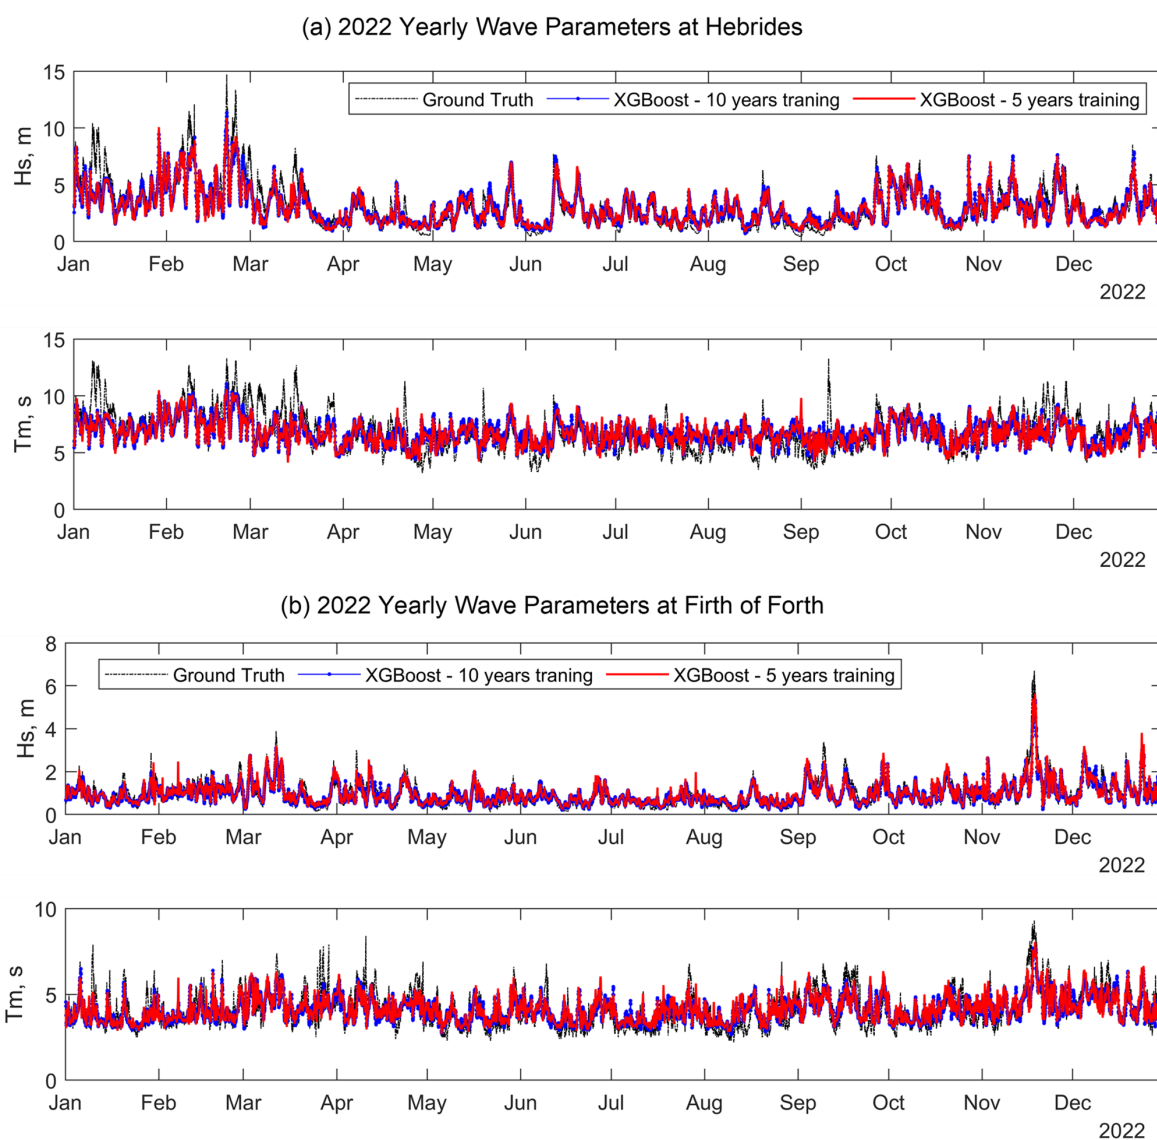 (a) 2022 Yearly Wave Parameters at Hebrides
15
10
5
0
Hs, m
Ground Truth XGBoost - 10 years traning XGBoost - 5 years training
Jan Feb Mar Apr May Jun Jul Aug Sep Oct Nov Dec
2022
15
10
5
0
Tm, s
Jan Feb Mar Apr May Jun Jul Aug Sep Oct Nov Dec
2022
(b) 2022 Yearly Wave Parameters at Firth of Forth
8
6
4
2
0
Hs, m
Ground Truth XGBoost - 10 years traning XGBoost - 5 years training
Jan Feb Mar Apr May Jun Jul Aug Sep Oct Nov Dec
2022
10
5
0
Tm, s
Jan Feb Mar Apr May Jun Jul Aug Sep Oct Nov Dec
2022